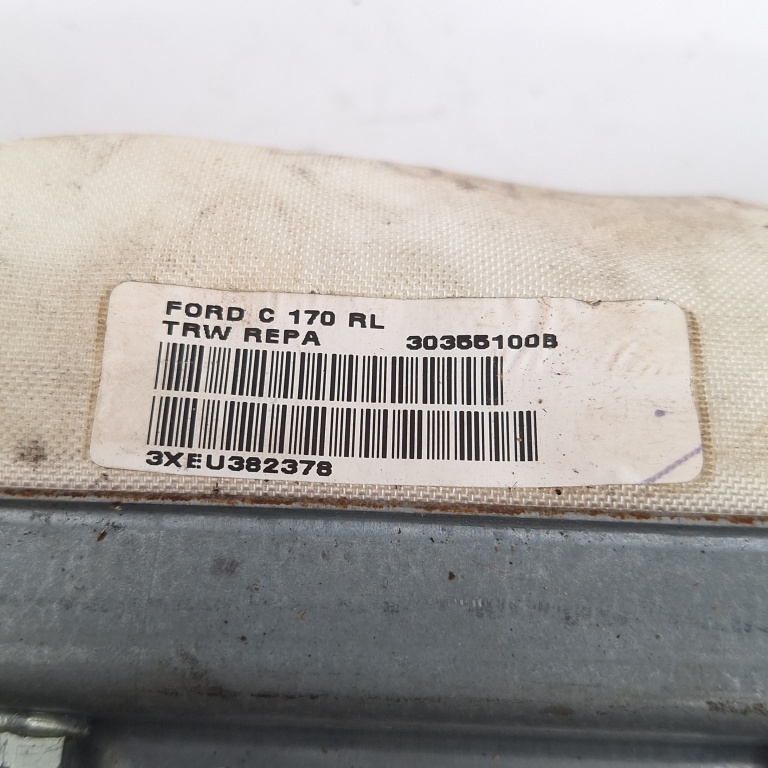 FORD C 170 RL
TRW REPA 30355100B
3XEU382378